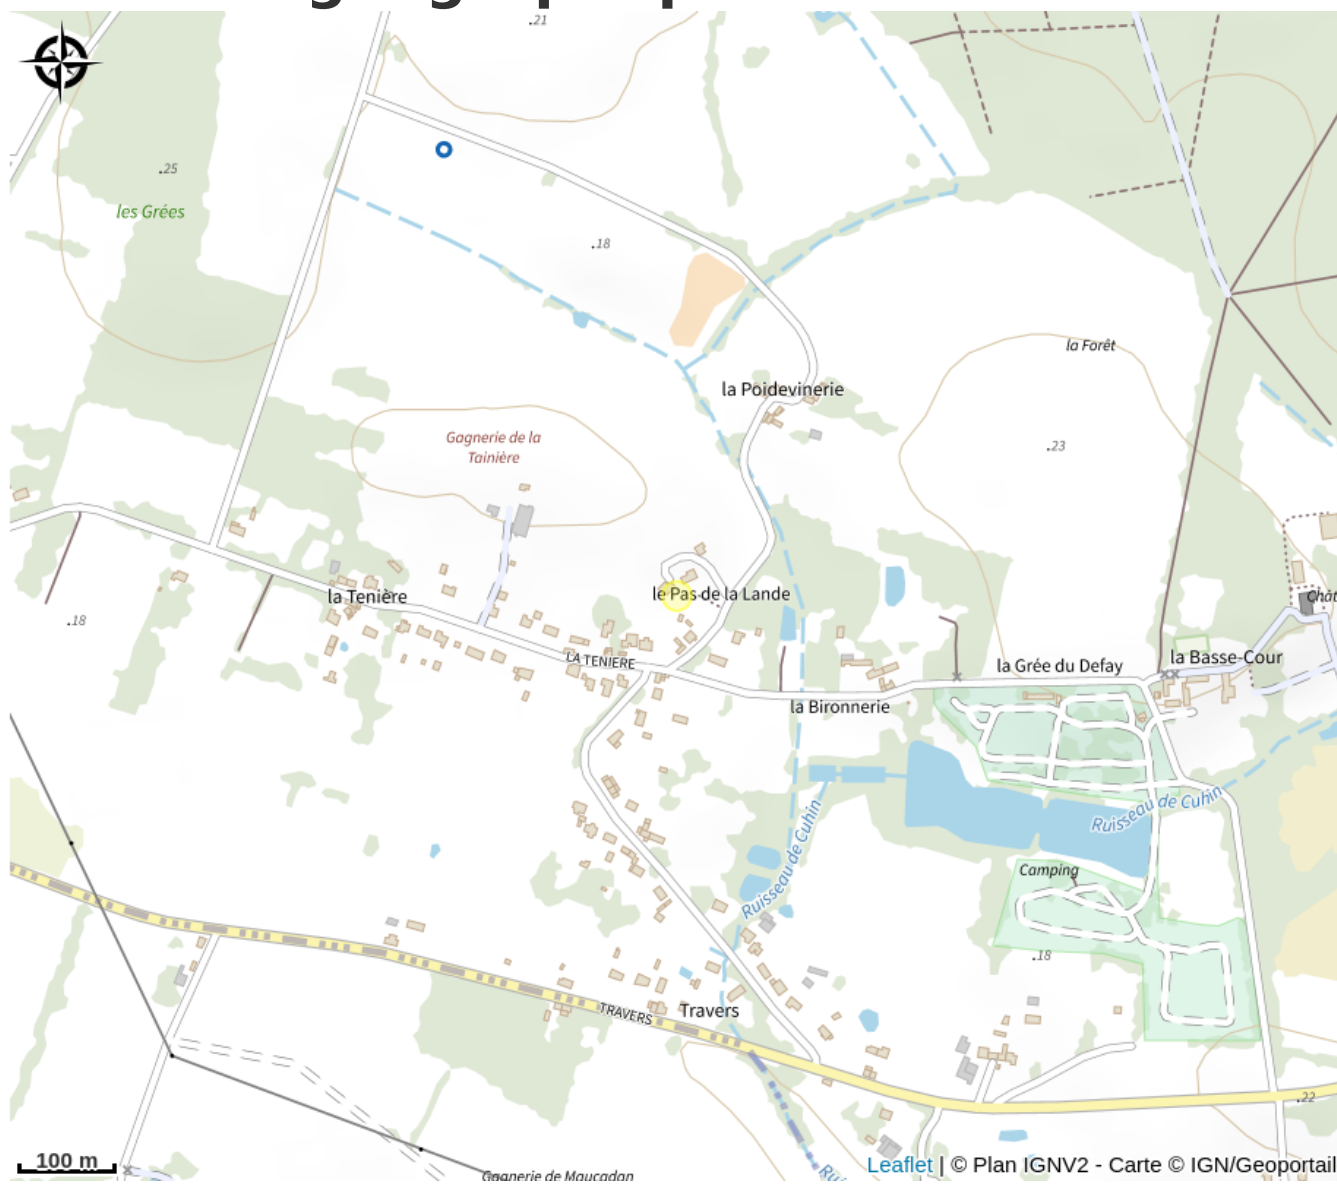 .21
.25
les Grées
.18
la Forêt
la Poidevinerie
Gagnerie de la
Tainière
.23
la Tenière
le Pas de la Lande
.18
LA TENIERE
la Grée du Defay
la Basse-Cour
la Bironnerie
Ruisseau de Cuhin
Ruisseau de Cuhin
Camping
.18
TRAVERS
Travers
.22
100 m
Gagnerie de Maucadan
Leaflet | © Plan IGNV2 - Carte © IGN/Geoportail